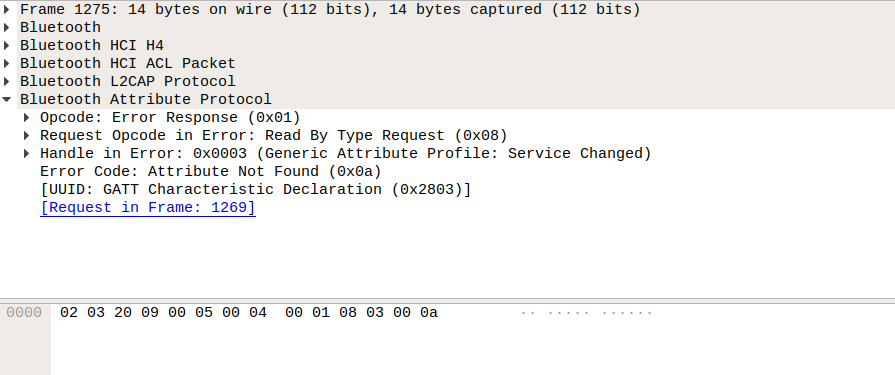 Frame 1275: 14 bytes on wire (112 bits), 14 bytes captured (112 bits)
Bluetooth
Bluetooth HCI H4
Bluetooth HCI ACL Packet
Bluetooth L2CAP Protocol
Bluetooth Attribute Protocol
Opcode: Error Response (0x01)
Request Opcode in Error: Read By Type Request (0x08)
Handle in Error: 0x0003 (Generic Attribute Profile: Service Changed)
Error Code: Attribute Not Found (0x0a)
[UUID: GATT Characteristic Declaration (0x2803)]
[Request in Frame: 1269]
0000 02 03 20 09 00 05 00 04 00 01 08 03 00 0a ·· ····· ······